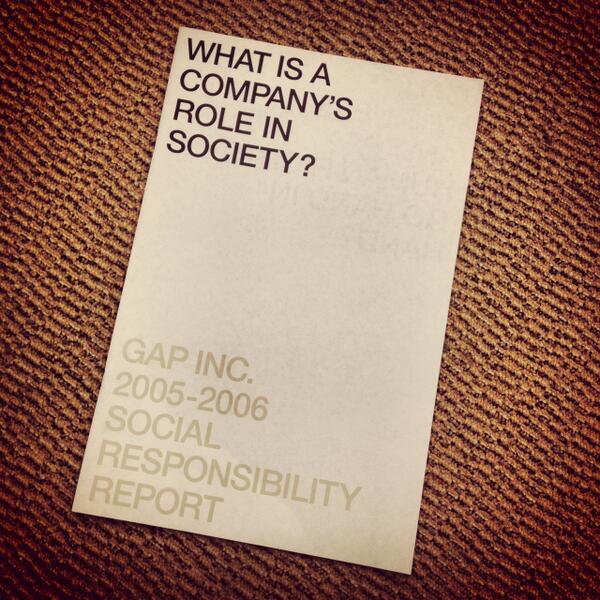 WHAT IS A
COMPANY'S
ROLE IN
SOCIETY?
GAP INC.
2005-2006
SOCIAL
RESPONSIBILITY
REPORT